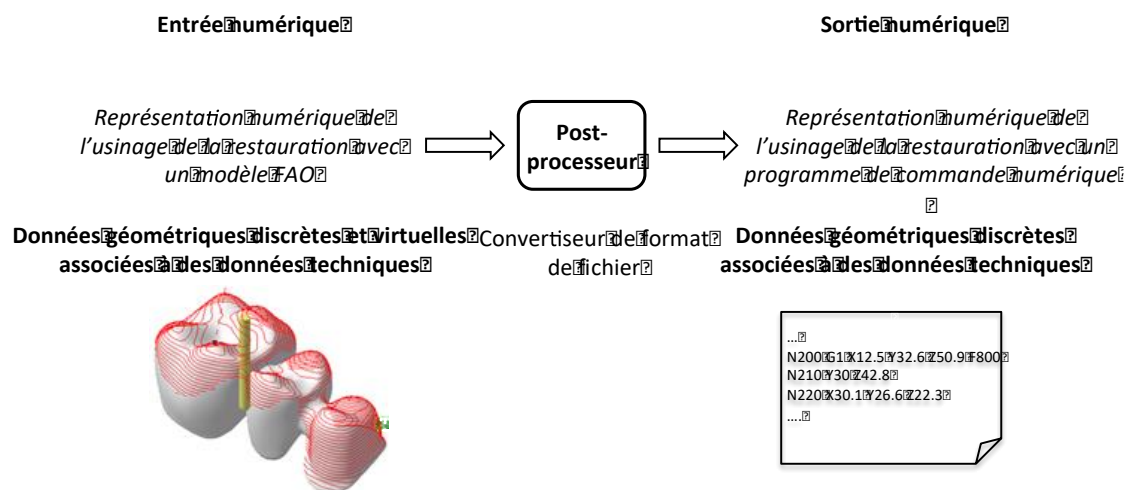 Entrée numérique
Sortie numérique
Représentation numérique de
l'usinage de la restauration avec
un modèle FAO
Post-
processeur
Représentation numérique de
l'usinage de la restauration avec un
programme de commande numérique
Données géométriques discrètes et virtuelles
associées à des données techniques
Convertiseur de format
de fichier
Données géométriques discrètes
associées à des données techniques
...
N200 G1 X12.5 Y32.6 Z50.9 F800
N210 Y30 Z42.8
N220 X30.1 Y26.6 Z22.3
....